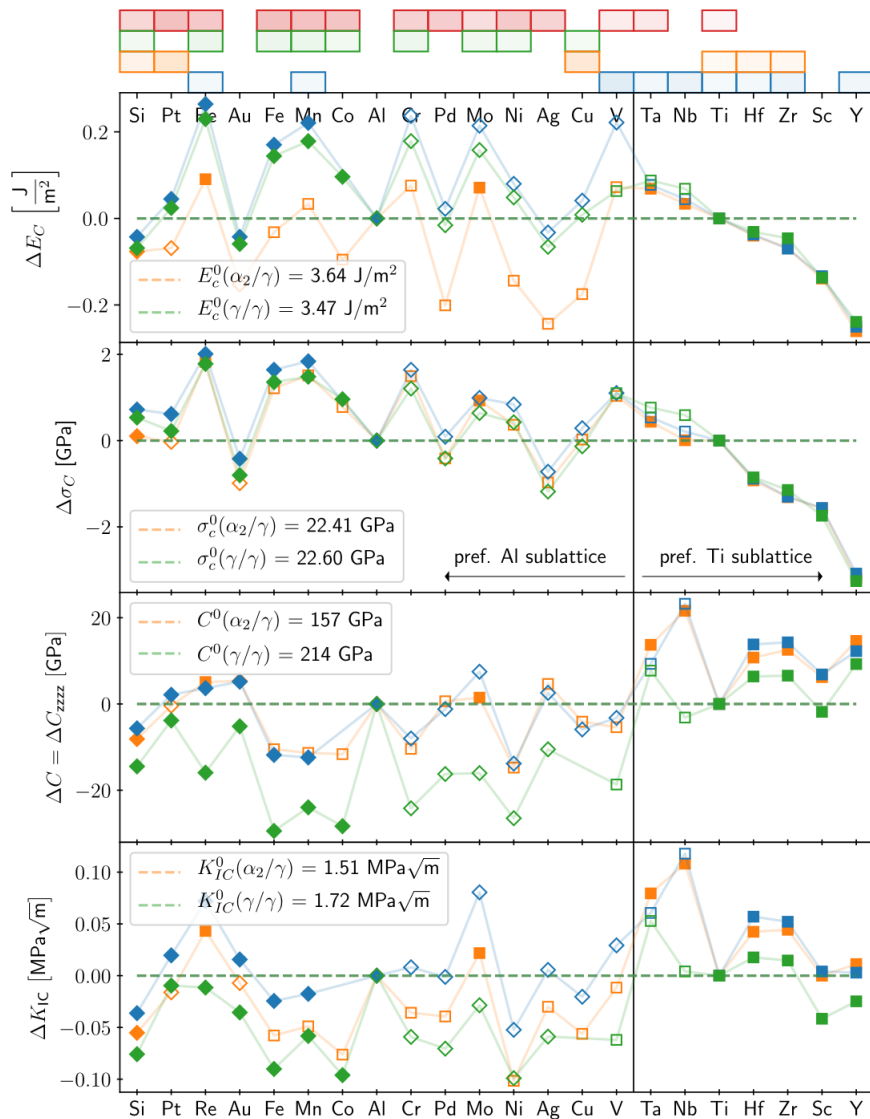 Si Pt Re Au Fe Mn Co Al Cr Pd Mo Ni Ag Cu V Ta Nb Ti Hf Zr Sc Y
0.2
0.0
−0.2
ΔE_C [J/m²]
E_c^0(α₂/γ) = 3.64 J/m²
E_c^0(γ/γ) = 3.47 J/m²
2
0
−2
Δσ_C [GPa]
σ_c^0(α₂/γ) = 22.41 GPa
σ_c^0(γ/γ) = 22.60 GPa
pref. Al sublattice
pref. Ti sublattice
20
0
−20
ΔC = ΔC_zzzz [GPa]
C^0(α₂/γ) = 157 GPa
C^0(γ/γ) = 214 GPa
0.10
0.05
0.00
−0.05
−0.10
ΔK_IC [MPa√m]
K_IC^0(α₂/γ) = 1.51 MPa√m
K_IC^0(γ/γ) = 1.72 MPa√m
Si Pt Re Au Fe Mn Co Al Cr Pd Mo Ni Ag Cu V Ta Nb Ti Hf Zr Sc Y